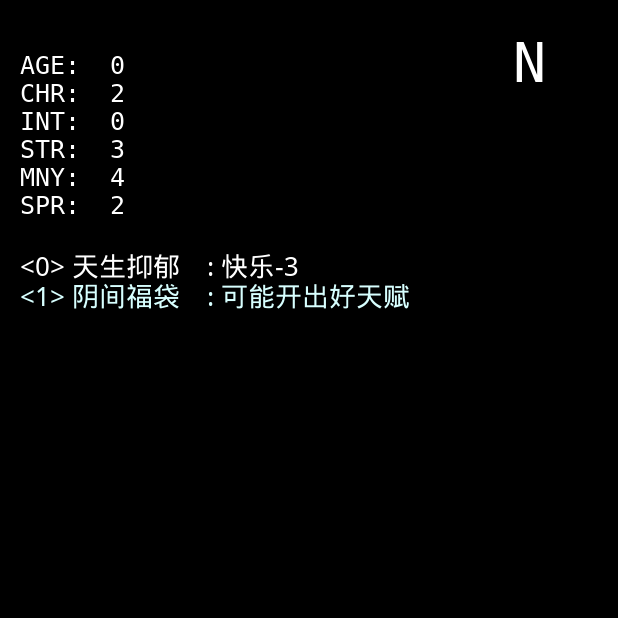 N
AGE: 0
CHR: 2
INT: 0
STR: 3
MNY: 4
SPR: 2
<0> 天生抑郁 : 快乐-3
<1> 阴间福袋 : 可能开出好天赋